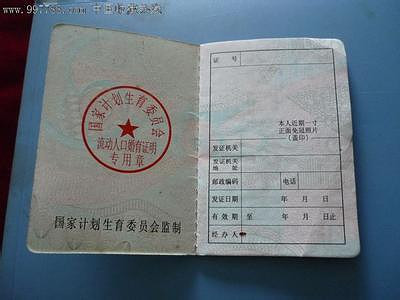 www.997788.com 中国收藏热线
国家计划生育委员会
流动人口婚育证明
专用章
国家计划生育委员会监制
证 号
本人近期一寸
正面免冠照片
（盖印）
发证机关
发证机关
地 址
邮政编码 电话
发证日期 年 月 日
有效期 至 年 月 日止
经办人